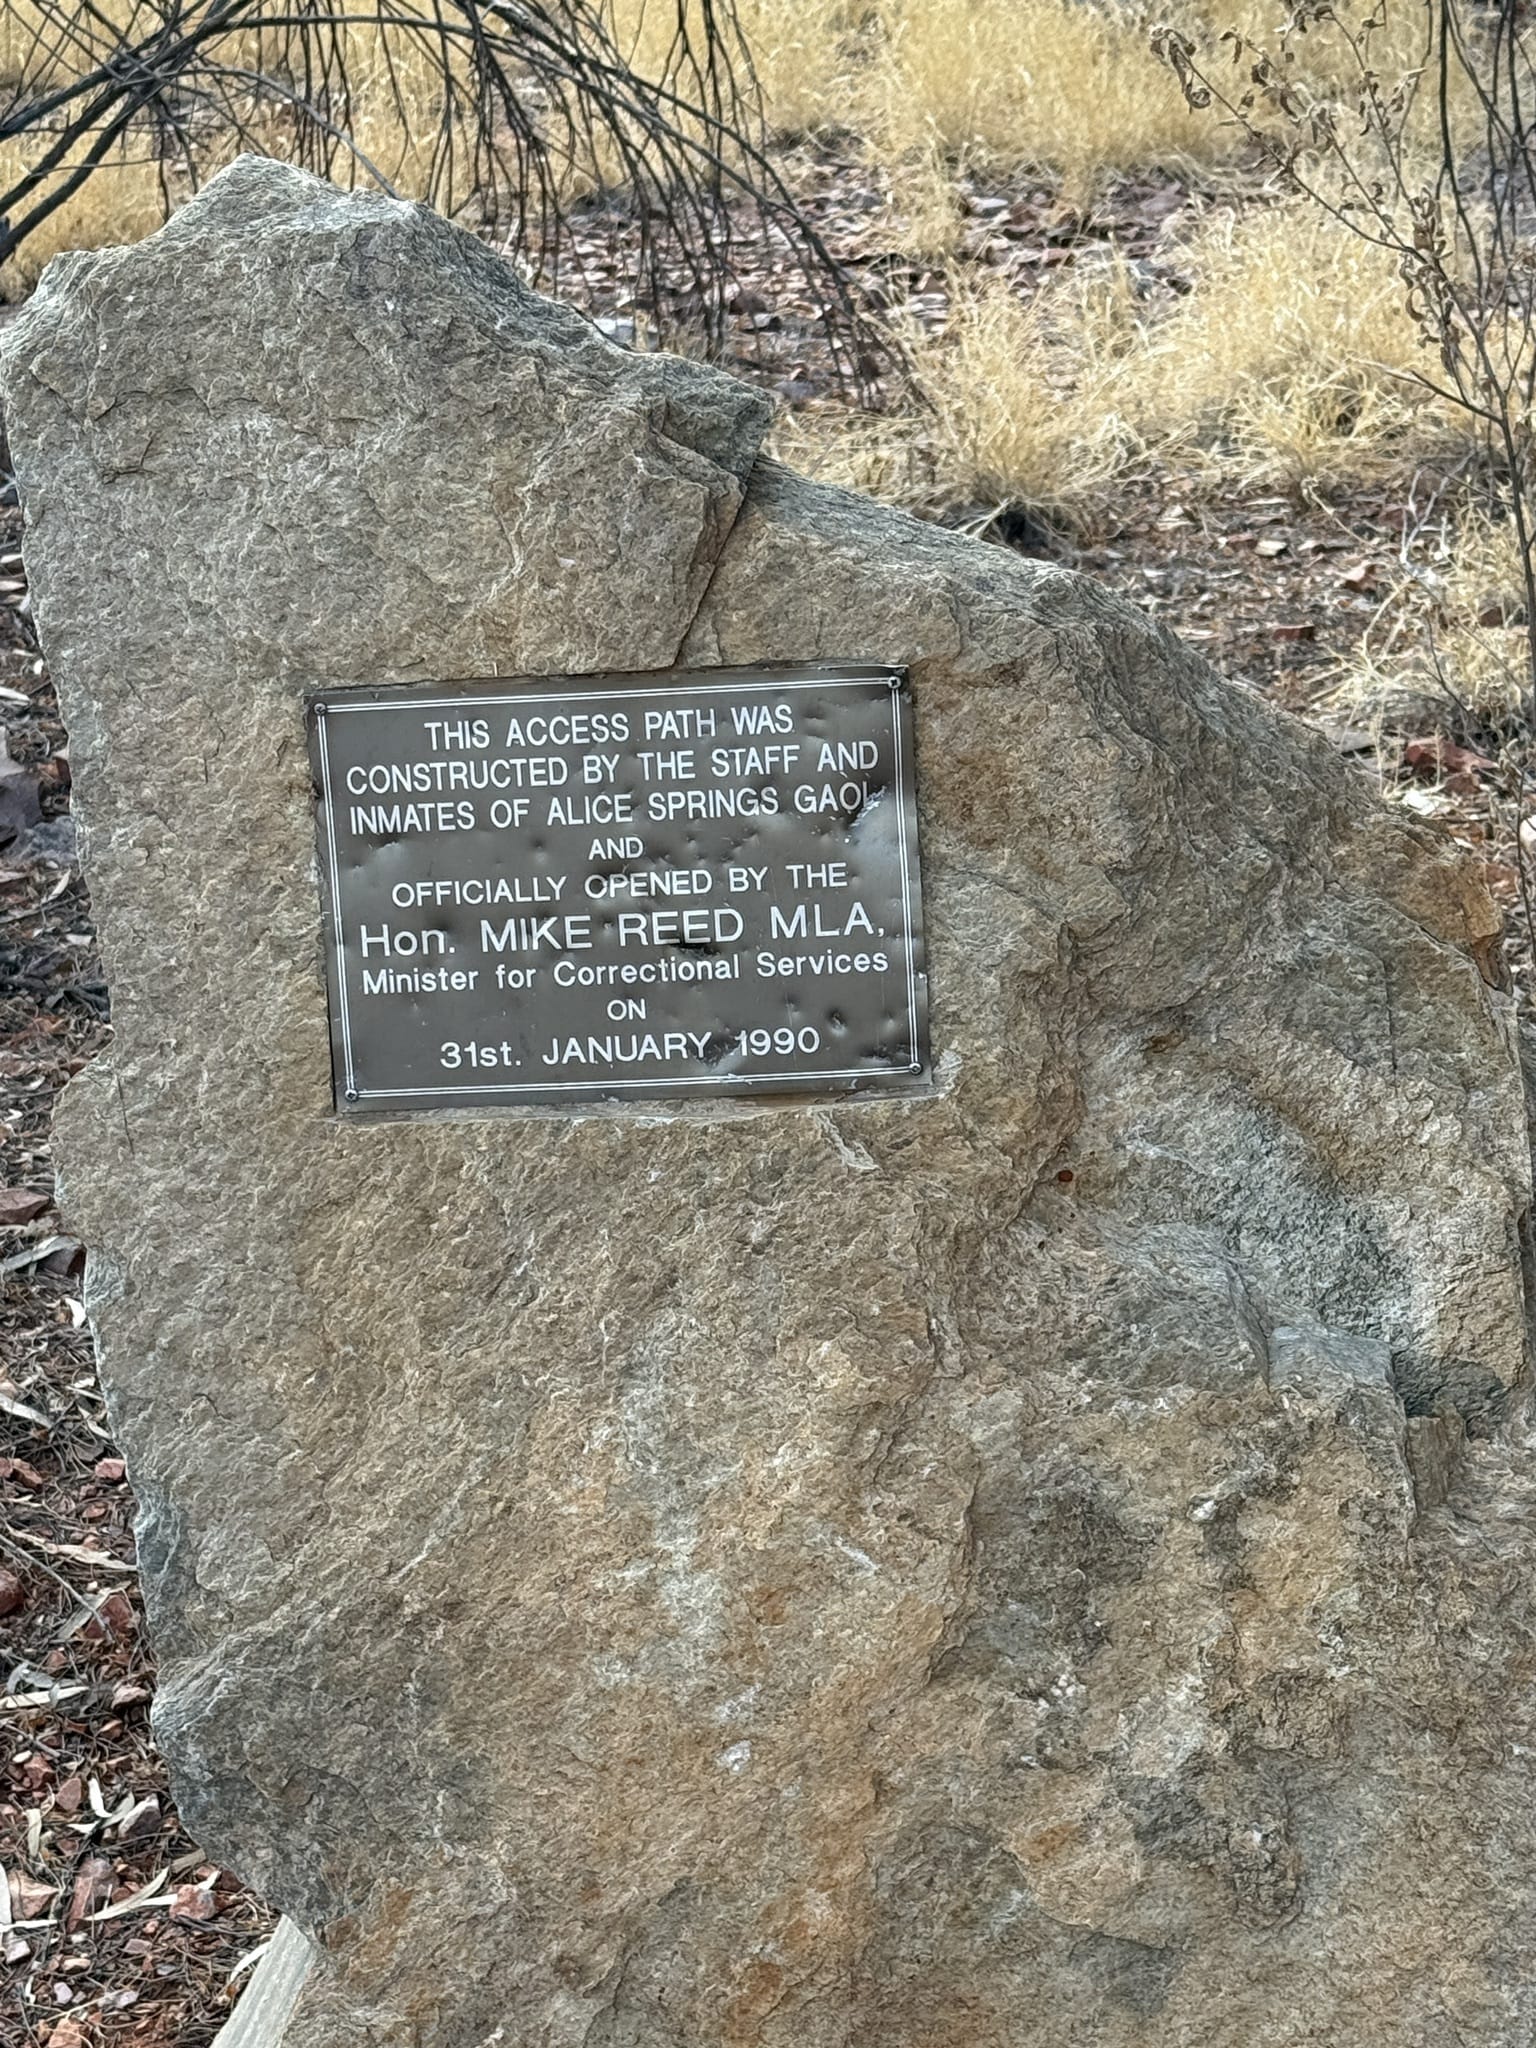 THIS ACCESS PATH WAS
CONSTRUCTED BY THE STAFF AND
INMATES OF ALICE SPRINGS GAOL
AND
OFFICIALLY OPENED BY THE
Hon. MIKE REED MLA,
Minister for Correctional Services
ON
31st. JANUARY 1990